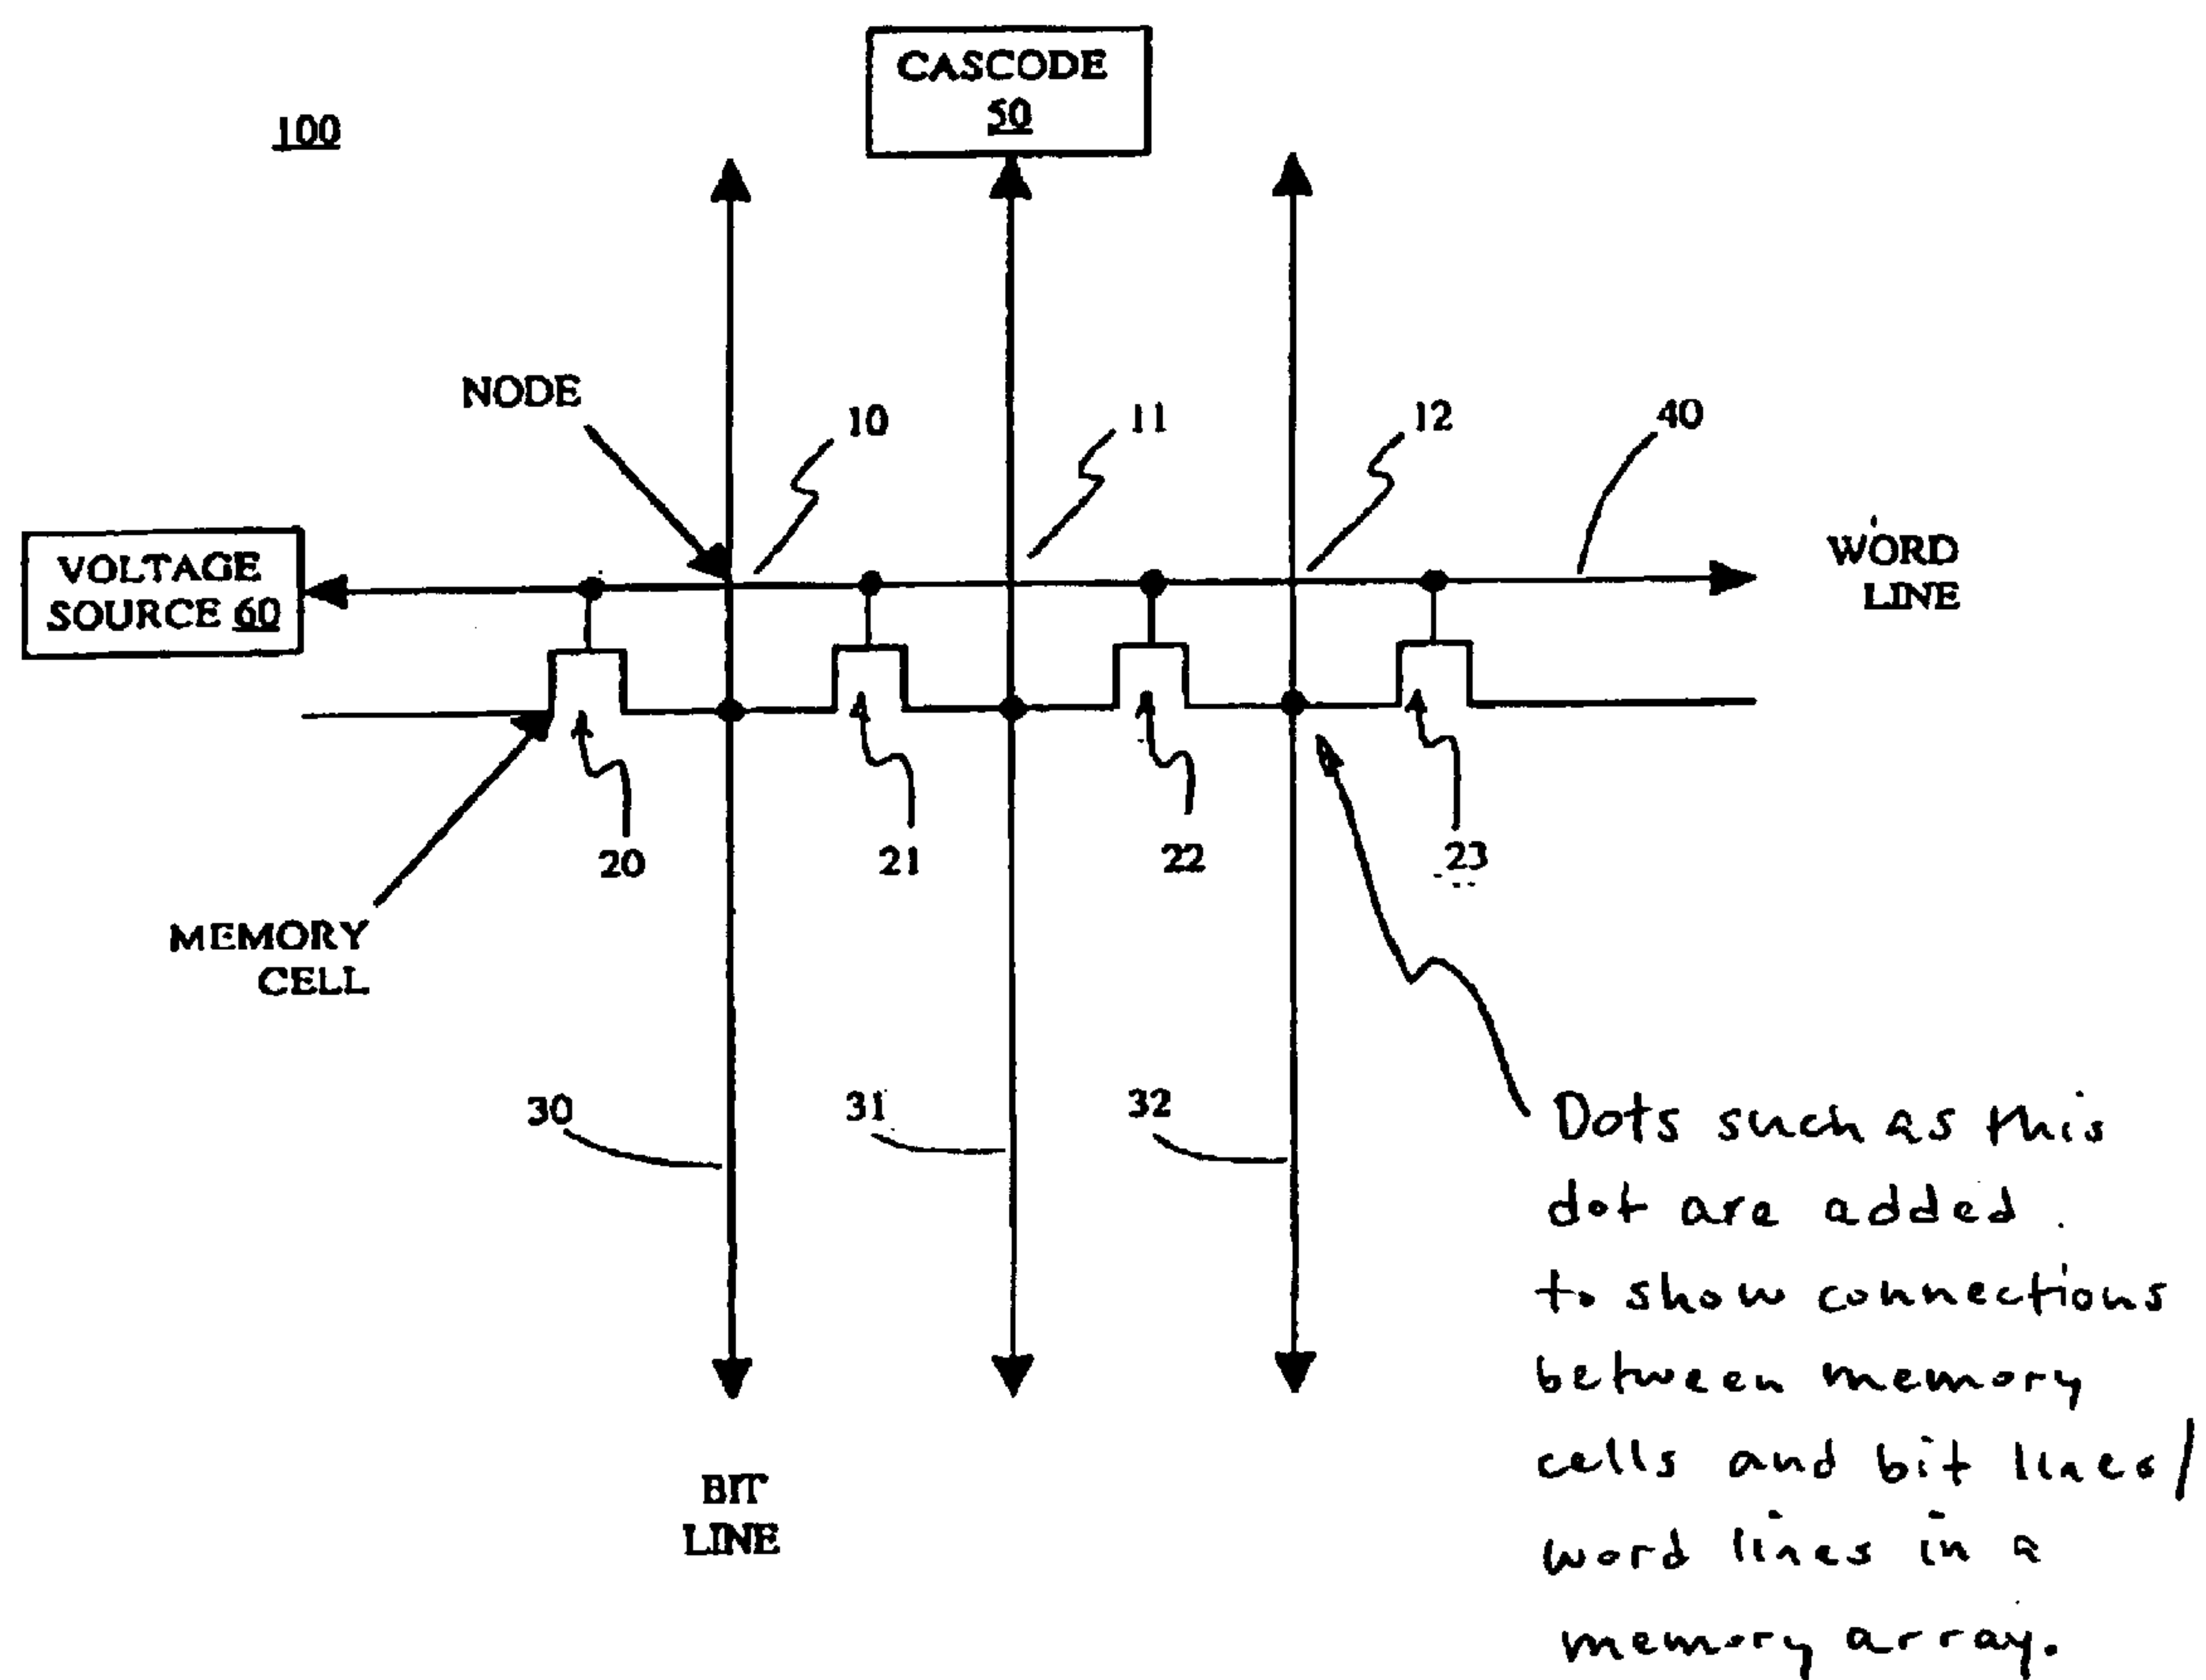 CASCODE
50
100
NODE
10
11
12
40
VOLTAGE
SOURCE 60
WORD
LINE
20
21
22
23
MEMORY
CELL
30
31
32
Dots such as this
dot are added
to show connections
between memory
cells and bit lines/
word lines in a
memory array.
BIT
LINE